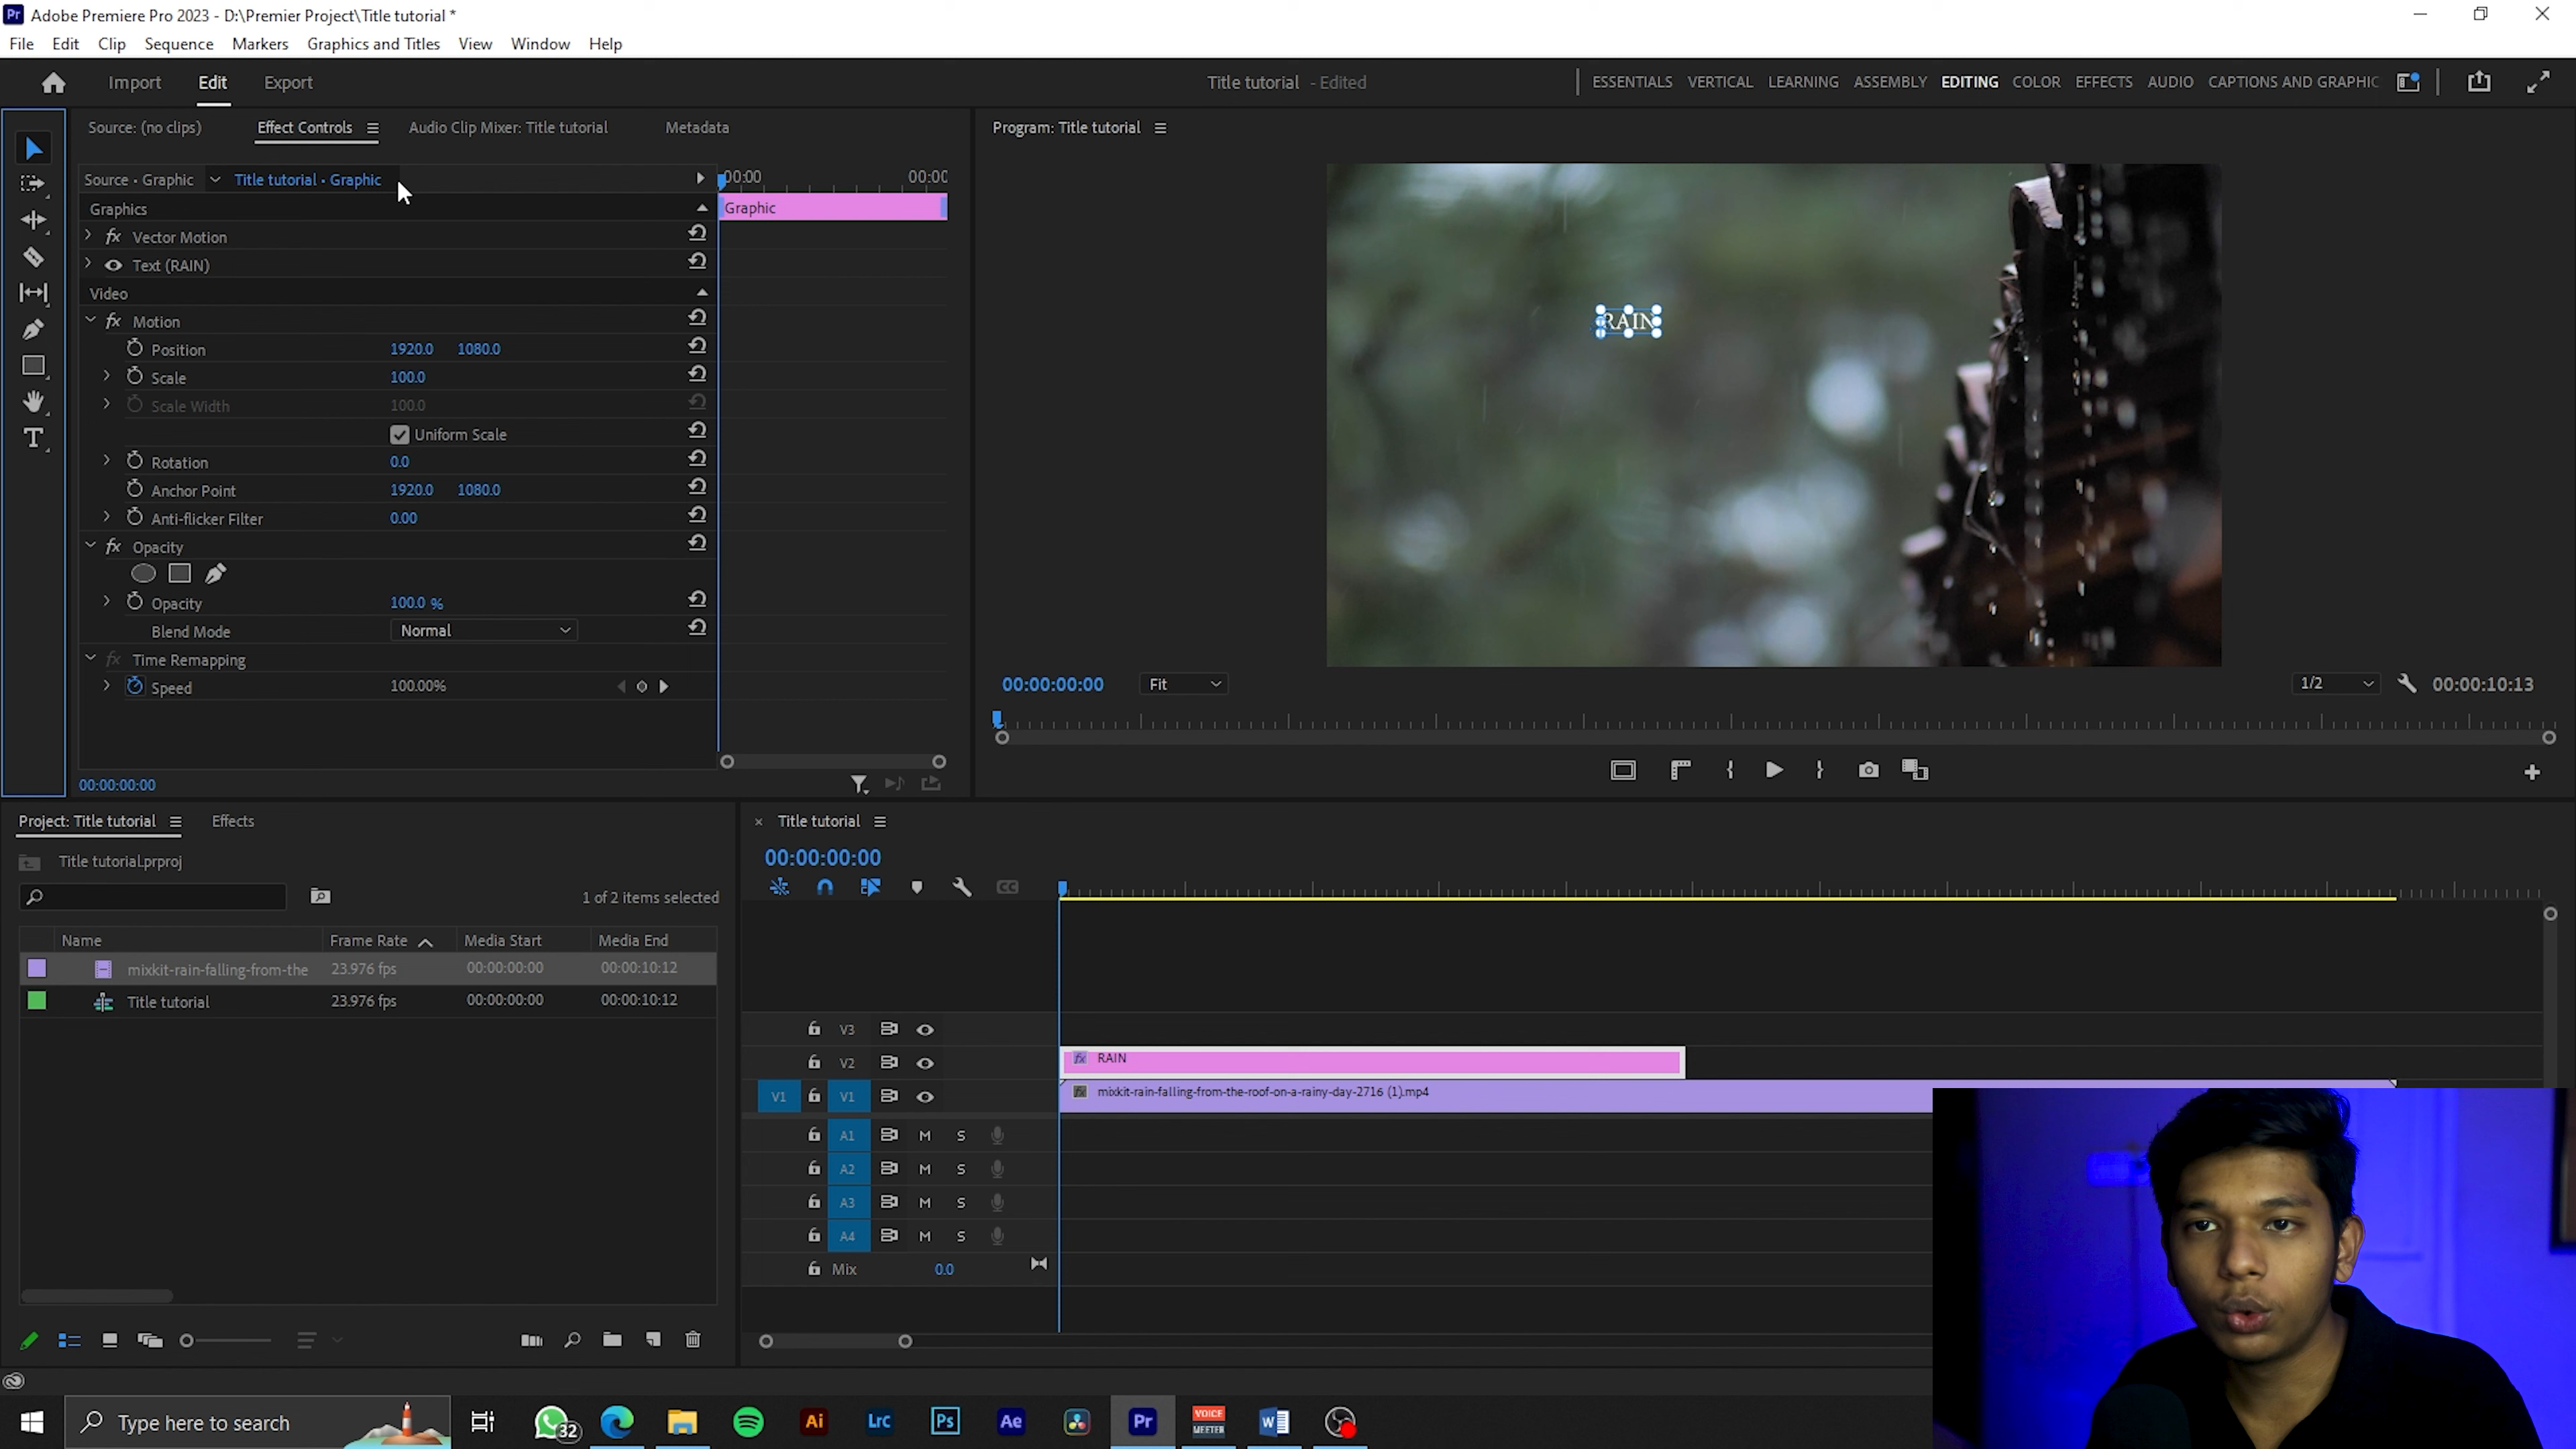 Adobe Premiere Pro 2023 - D:\Premier Project\Title tutorial *
File Edit Clip Sequence Markers Graphics and Titles View Window Help
Import Edit Export
Title tutorial - Edited
ESSENTIALS VERTICAL LEARNING ASSEMBLY EDITING COLOR EFFECTS AUDIO CAPTIONS AND GRAPHIC
Source: (no clips) Effect Controls Audio Clip Mixer: Title tutorial Metadata
Source • Graphic Title tutorial • Graphic
00:00 00:00
Graphics
Graphic
fx Vector Motion
Text (RAIN)
Video
fx Motion
Position 1920.0 1080.0
Scale 100.0
Scale Width 100.0
Uniform Scale
Rotation 0.0
Anchor Point 1920.0 1080.0
Anti-flicker Filter 0.00
fx Opacity
Opacity 100.0 %
Blend Mode Normal
fx Time Remapping
Speed 100.00%
00:00:00:00
Program: Title tutorial
RAIN
00:00:00:00 Fit 1/2 00:00:10:13
Project: Title tutorial Effects
Title tutorial.prproj
1 of 2 items selected
Name Frame Rate Media Start Media End
mixkit-rain-falling-from-the 23.976 fps 00:00:00:00 00:00:10:12
Title tutorial 23.976 fps 00:00:00:00 00:00:10:12
× Title tutorial
00:00:00:00
CC
V3
V2 fx RAIN
V1 V1 fx mixkit-rain-falling-from-the-roof-on-a-rainy-day-2716 (1).mp4
A1 M S
A2 M S
A3 M S
A4 M S
Mix 0.0
Type here to search
32
Ai Lrc Ps Ae Pr VOICE MEETER W